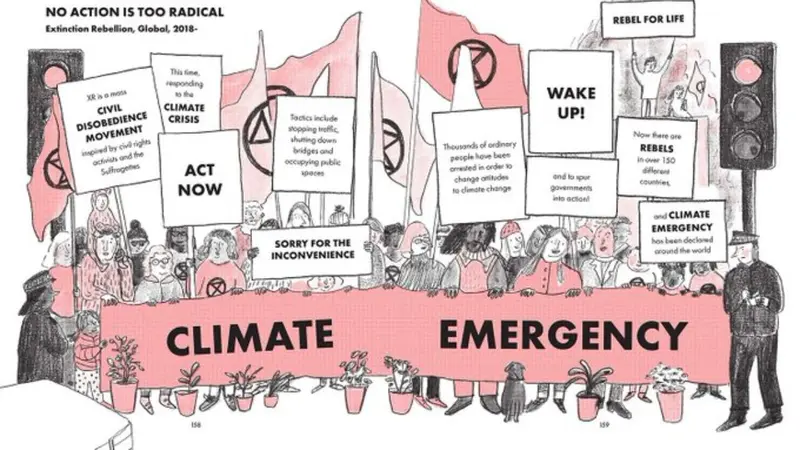 NO ACTION IS TOO RADICAL
Extinction Rebellion, Global, 2018-
XR is a mass
CIVIL
DISOBEDIENCE
MOVEMENT
inspired by civil rights
activists and the
Suffragettes
This time,
responding
to the
CLIMATE
CRISIS
ACT
NOW
Tactics include
stopping traffic,
shutting down
bridges and
occupying public
spaces
SORRY FOR THE
INCONVENIENCE
Thousands of ordinary
people have been
arrested in order to
change attitudes
to climate change
WAKE
UP!
and to spur
governments
into action!
REBEL FOR LIFE
Now there are
REBELS
in over 150
different
countries,
and CLIMATE
EMERGENCY
has been declared
around the world
CLIMATE EMERGENCY
158
159